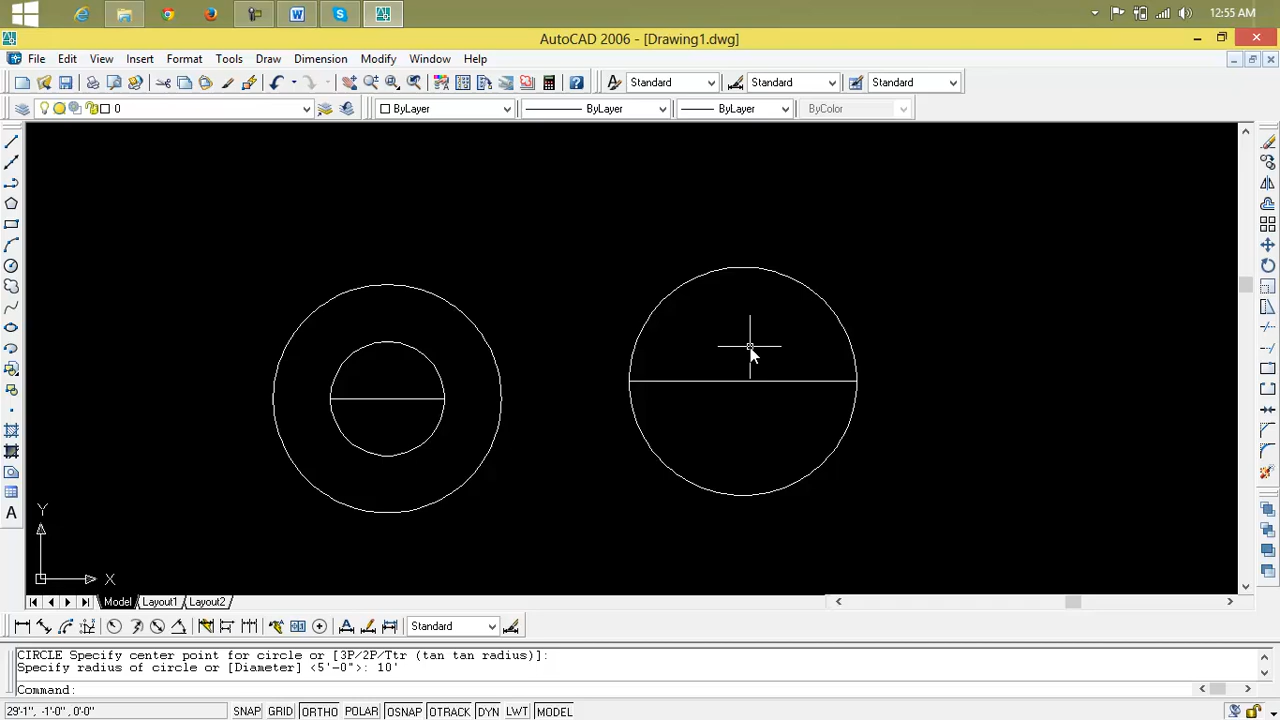 12:55 AM
AutoCAD 2006 - [Drawing1.dwg]
File Edit View Insert Format Tools Draw Dimension Modify Window Help
Standard Standard Standard
0 ByLayer ByLayer ByLayer ByColor
A
Y
X
Model Layout1 Layout2
Standard
CIRCLE Specify center point for circle or [3P/2P/Ttr (tan tan radius)]:
Specify radius of circle or [Diameter] <5'-0">: 10'
Command:
29'-1", -1'-0", 0'-0" SNAP GRID ORTHO POLAR OSNAP OTRACK DYN LWT MODEL